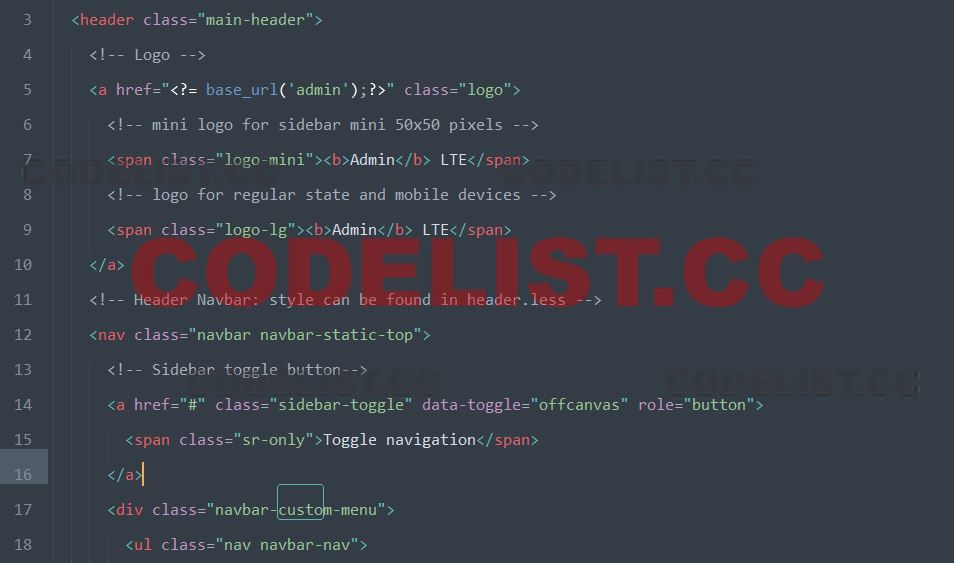 3 <header class="main-header">
4 <!-- Logo -->
5 <a href="<?= base_url('admin');?>" class="logo">
6 <!-- mini logo for sidebar mini 50x50 pixels -->
7 <span class="logo-mini"><b>Admin</b> LTE</span>
CODELIST.CC CODELIST.CC
8 <!-- logo for regular state and mobile devices -->
9 <span class="logo-lg"><b>Admin</b> LTE</span>
10 </a>
CODELIST.CC
11 <!-- Header Navbar: style can be found in header.less -->
12 <nav class="navbar navbar-static-top">
13 <!-- Sidebar toggle button-->
CODELIST.CC CODELIST.CC
14 <a href="#" class="sidebar-toggle" data-toggle="offcanvas" role="button">
15 <span class="sr-only">Toggle navigation</span>
16 </a>
17 <div class="navbar-custom-menu">
18 <ul class="nav navbar-nav">